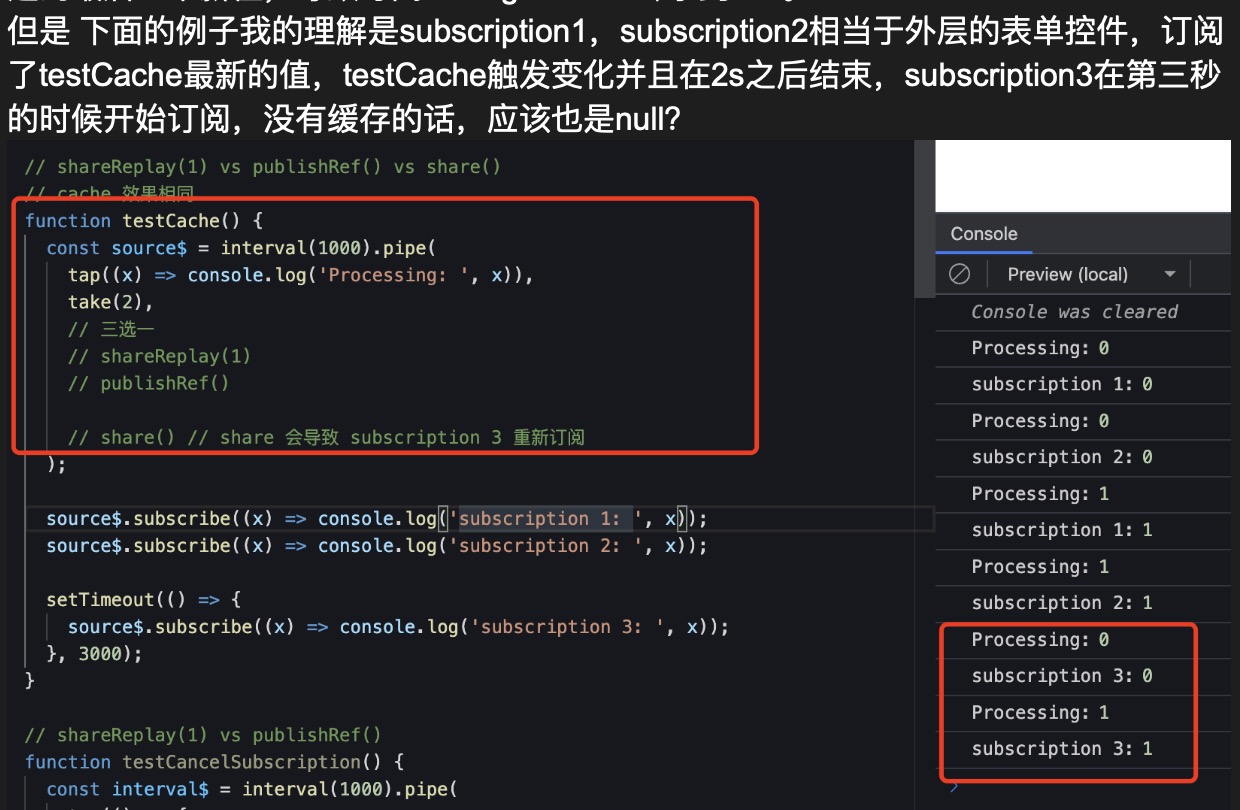 但是 下面的例子我的理解是subscription1，subscription2相当于外层的表单控件，订阅
了testCache最新的值，testCache触发变化并且在2s之后结束，subscription3在第三秒
的时候开始订阅，没有缓存的话，应该也是null?
// shareReplay(1) vs publishRef() vs share()
// cache 效果相同
function testCache() {
const source$ = interval(1000).pipe(
tap((x) => console.log('Processing: ', x)),
take(2),
// 三选一
// shareReplay(1)
// publishRef()
// share() // share 会导致 subscription 3 重新订阅
);
source$.subscribe((x) => console.log('subscription 1: ', x));
source$.subscribe((x) => console.log('subscription 2: ', x));
setTimeout(() => {
source$.subscribe((x) => console.log('subscription 3: ', x));
}, 3000);
}
// shareReplay(1) vs publishRef()
function testCancelSubscription() {
const interval$ = interval(1000).pipe(
Console
Preview (local)
Console was cleared
Processing: 0
subscription 1: 0
Processing: 0
subscription 2: 0
Processing: 1
subscription 1: 1
Processing: 1
subscription 2: 1
Processing: 0
subscription 3: 0
Processing: 1
subscription 3: 1